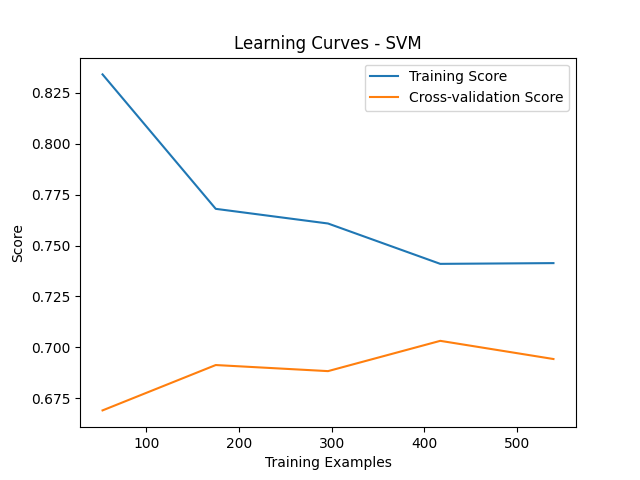 Learning Curves - SVM
Training Score
Cross-validation Score
0.825
0.800
0.775
0.750
0.725
0.700
0.675
Score
100 200 300 400 500
Training Examples